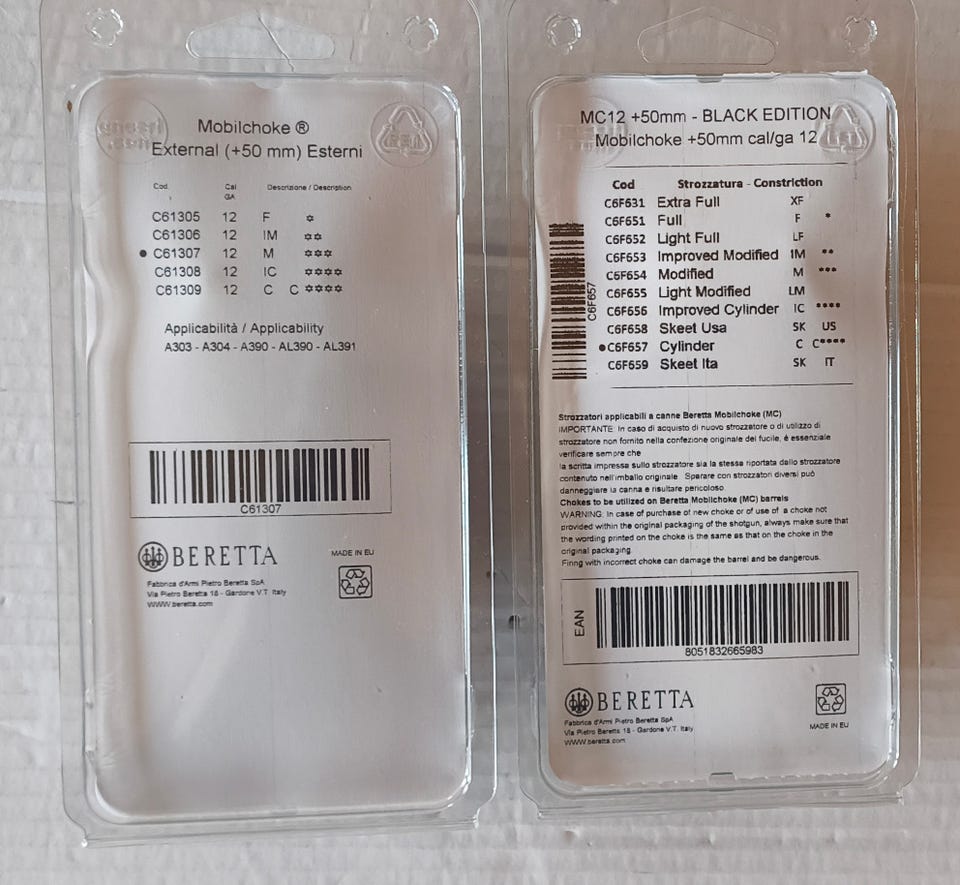 Mobilchoke ®
External (+50 mm) Esterni
Cod. Cal GA Descrizione / Description
C61305 12 F ✡
C61306 12 IM ✡✡
● C61307 12 M ✡✡✡
C61308 12 IC ✡✡✡✡
C61309 12 C C ✡✡✡✡
Applicabilità / Applicability
A303 - A304 - A390 - AL390 - AL391
C61307
BERETTA
MADE IN EU
Fabbrica d'Armi Pietro Beretta SpA
Via Pietro Beretta 18 - Gardone V.T. Italy
WWW.beretta.com
MC12 +50mm - BLACK EDITION
Mobilchoke +50mm cal/ga 12
PET
Cod Strozzatura - Constriction
C6F631 Extra Full XF
C6F651 Full F *
C6F652 Light Full LF
C6F653 Improved Modified IM **
C6F654 Modified M ***
C6F655 Light Modified LM
C6F656 Improved Cylinder IC ****
C6F658 Skeet Usa SK US
●C6F657 Cylinder C C****
C6F659 Skeet Ita SK IT
C6F657
Strozzatori applicabili a canne Beretta Mobilchoke (MC)
IMPORTANTE: In caso di acquisto di nuovo strozzatore o di utilizzo di
strozzatore non fornito nella confezione originale del fucile, é essenziale
verificare sempre che
la scritta impressa sullo strozzatore sia la stessa riportata dallo strozzatore
contenuto nell'imballo originale. Sparare con strozzatori diversi può
danneggiare la canna e risultare pericoloso.
Chokes to be utilized on Beretta Mobilchoke (MC) barrels
WARNING: In case of purchase of new choke or of use of a choke not
provided within the original packaging of the shotgun, always make sure that
the wording printed on the choke is the same as that on the choke in the
original packaging.
Firing with incorrect choke can damage the barrel and be dangerous.
EAN
8051832665983
BERETTA
Fabbrica d'Armi Pietro Beretta SpA
Via Pietro Beretta 18 - Gardone V.T. Italy
WWW.beretta.com
MADE IN EU